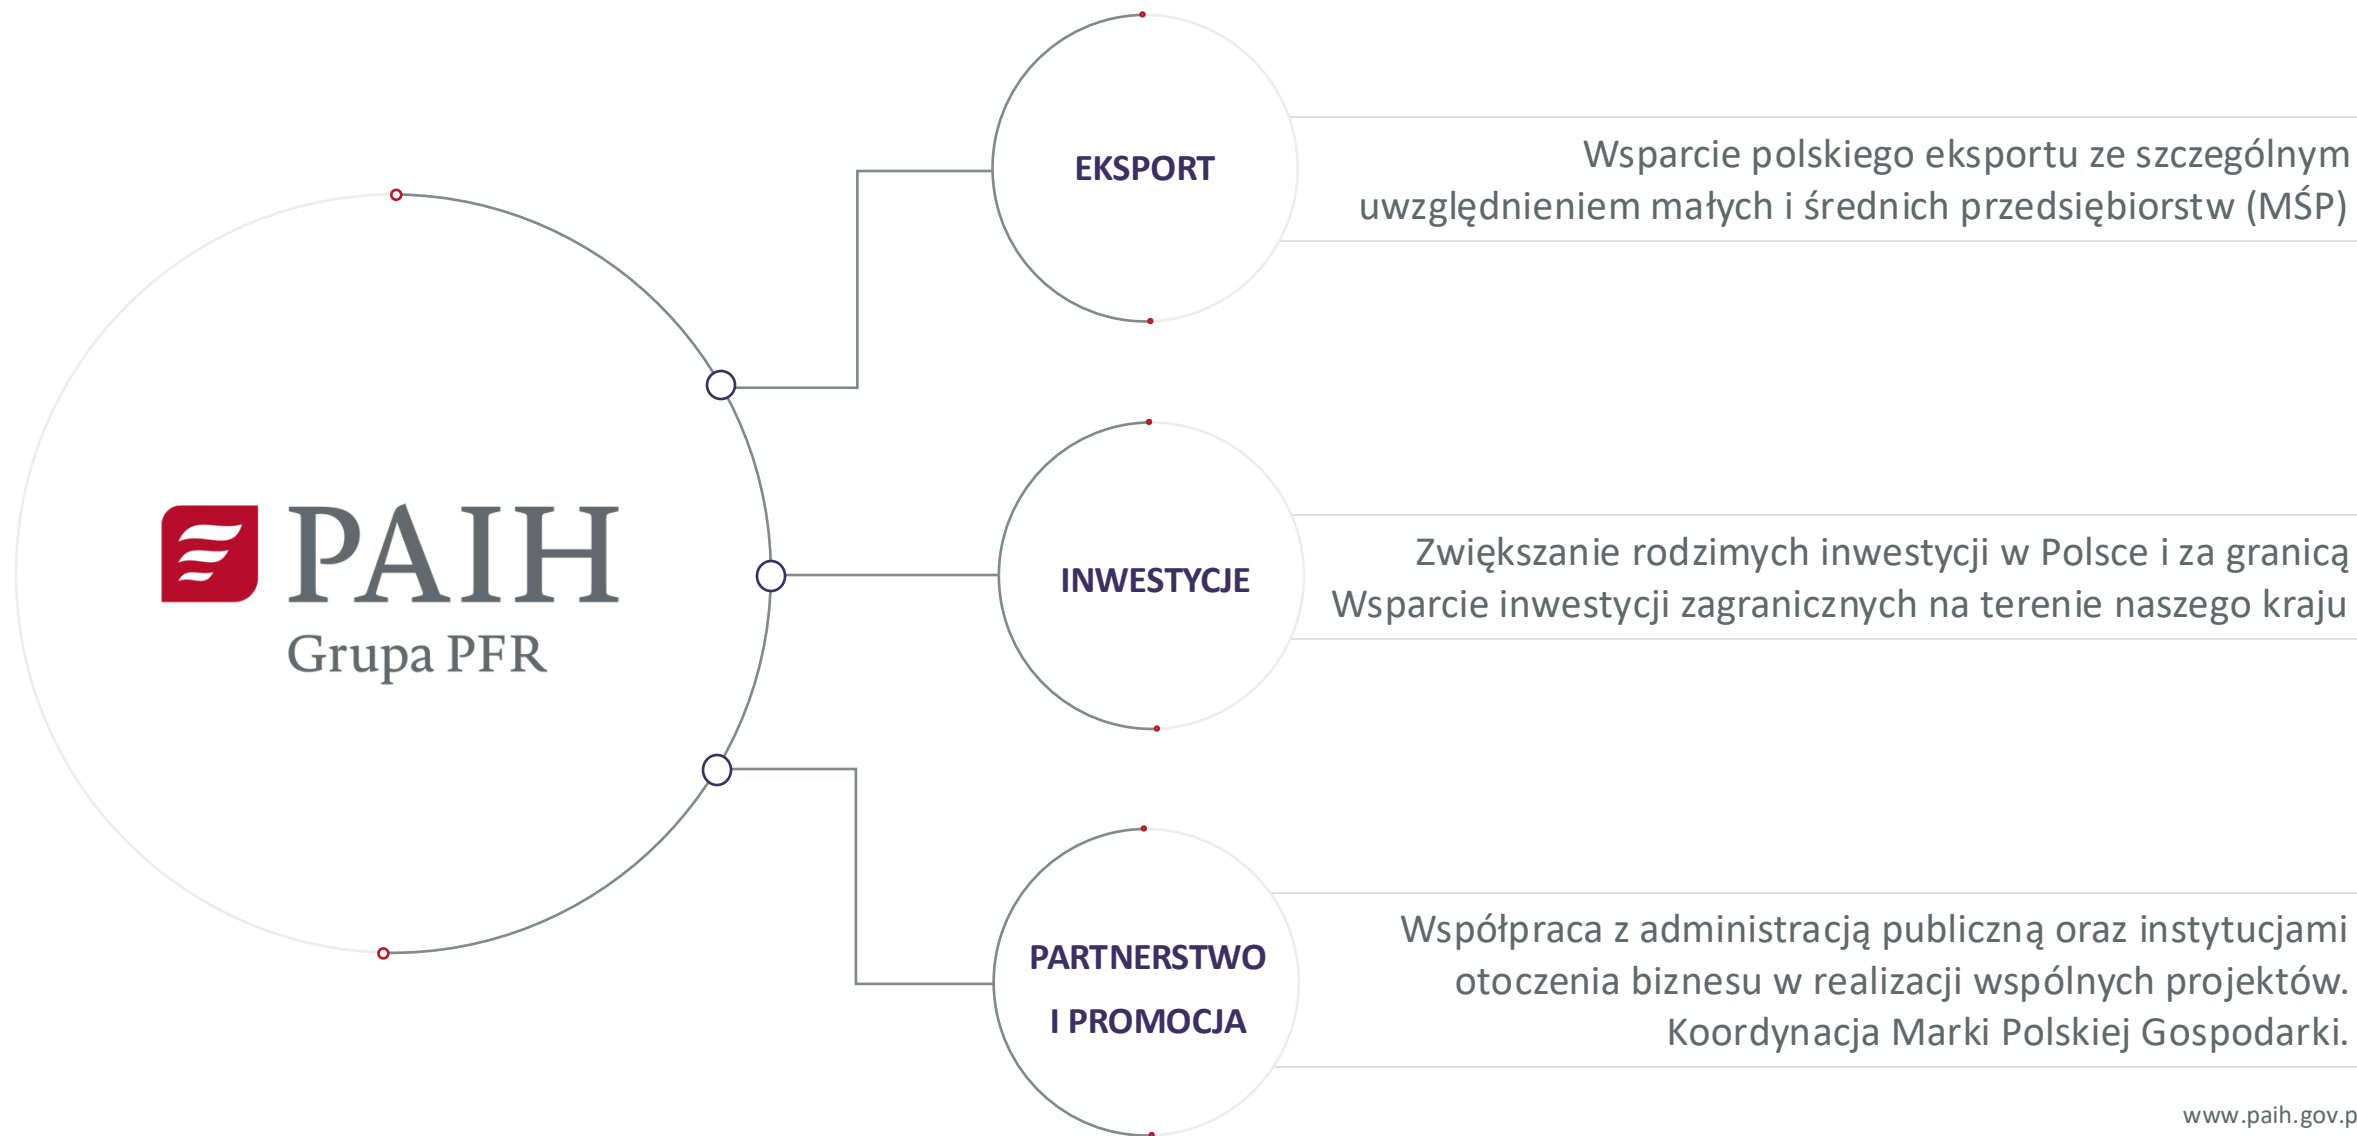 PAIH
Grupa PFR
EKSPORT
Wsparcie polskiego eksportu ze szczególnym
uwzględnieniem małych i średnich przedsiębiorstw (MŚP)
INWESTYCJE
Zwiększanie rodzimych inwestycji w Polsce i za granicą
Wsparcie inwestycji zagranicznych na terenie naszego kraju
PARTNERSTWO
I PROMOCJA
Współpraca z administracją publiczną oraz instytucjami
otoczenia biznesu w realizacji wspólnych projektów.
Koordynacja Marki Polskiej Gospodarki.
www.paih.gov.p